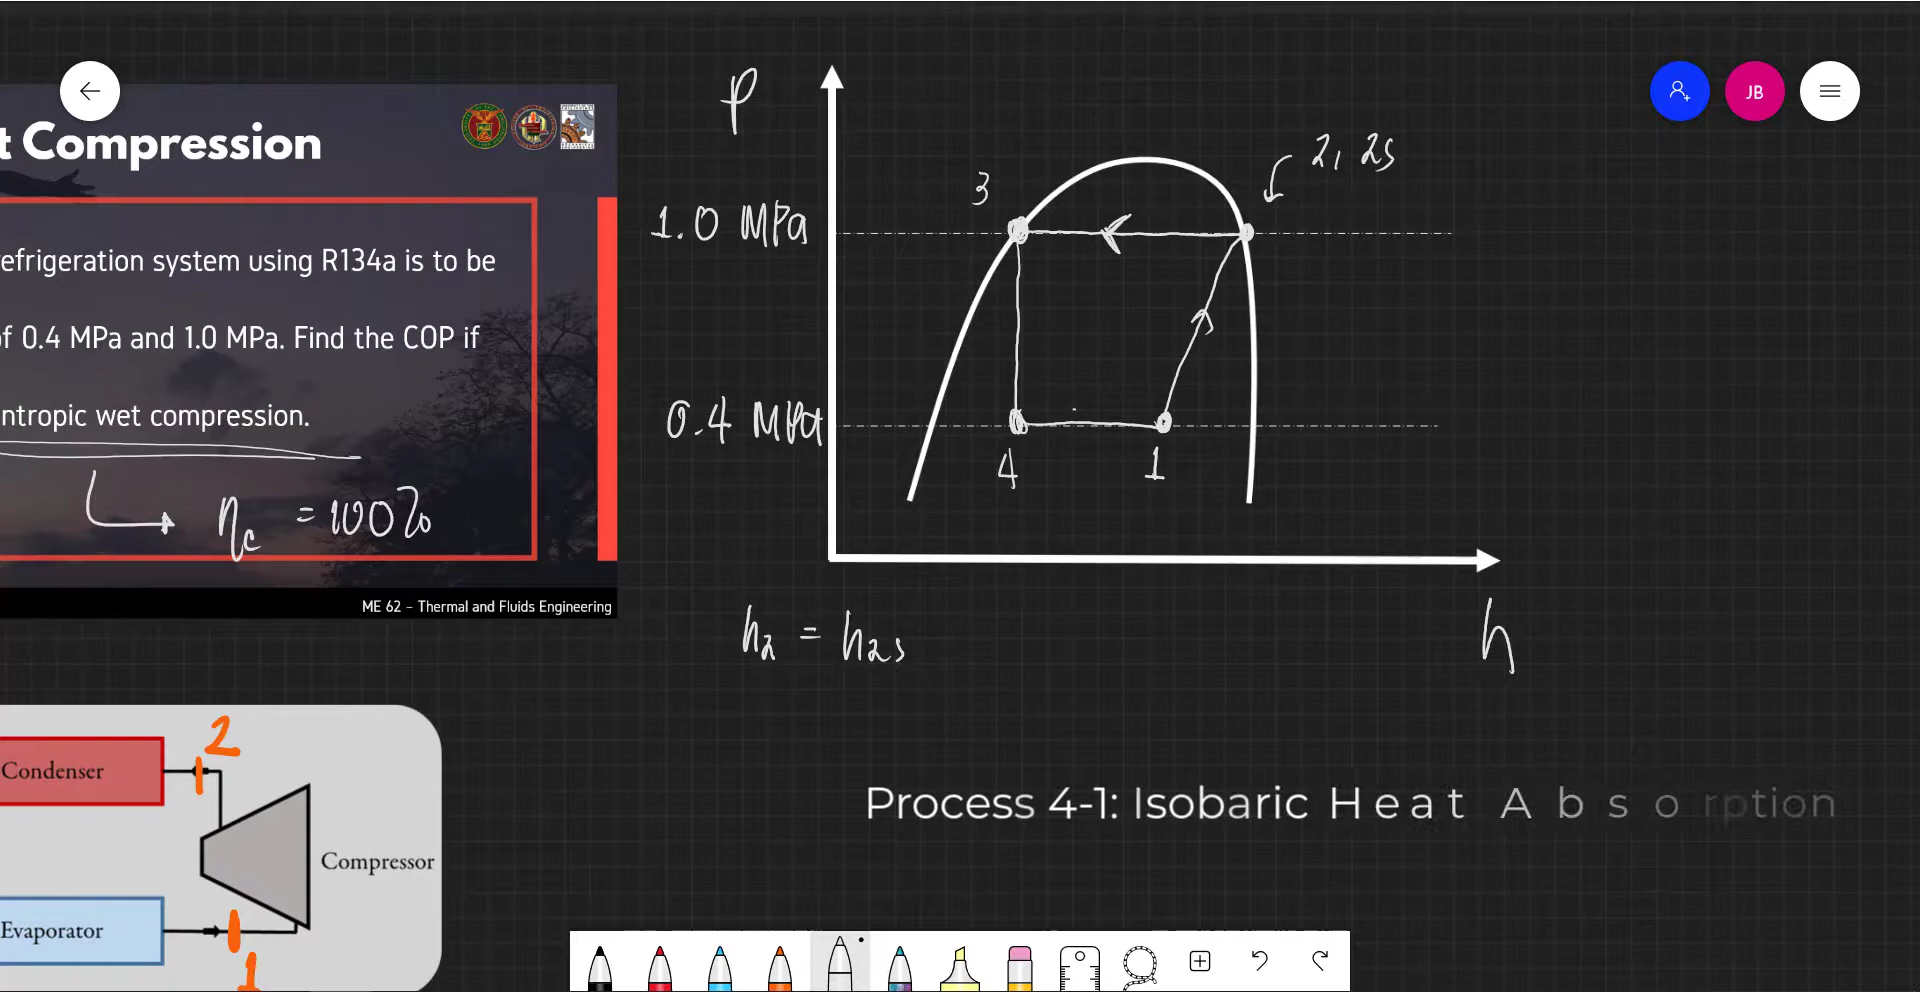 t Compression
efrigeration system using R134a is to be
of 0.4 MPa and 1.0 MPa. Find the COP if
ntropic wet compression.
ηc = 100%
ME 62 – Thermal and Fluids Engineering
P
1.0 MPa
0.4 MPa
3
2, 2s
4
1
h
h2 = h2s
JB
2
Condenser
Compressor
Evaporator
1
Process 4-1: Isobaric Heat Absorption